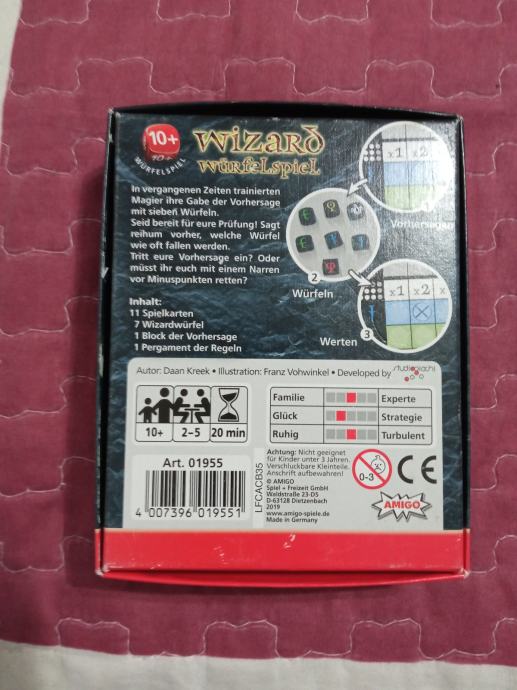 10+
10+
WÜRFELSPIEL
Wizard
Würfelspiel
In vergangenen Zeiten trainierten
Magier ihre Gabe der Vorhersage
mit sieben Würfeln.
Seid bereit für eure Prüfung! Sagt
reihum vorher, welche Würfel
wie oft fallen werden.
Tritt eure Vorhersage ein? Oder
müsst ihr euch mit einem Narren
vor Minuspunkten retten?
Inhalt:
11 Spielkarten
7 Wizardwürfel
1 Block der Vorhersage
1 Pergament der Regeln
x1 x2
1
Vorhersagen
2
Würfeln
x1 x2 x
3
Werten
Autor: Daan Kreek • Illustration: Franz Vohwinkel • Developed by
studiogiochi
10+
2-5
20 min
Familie Experte
Glück Strategie
Ruhig Turbulent
Art. 01955
4 007396 019551
LFCACB35
Achtung: Nicht geeignet
für Kinder unter 3 Jahren.
Verschluckbare Kleinteile.
Anschrift aufbewahren!
© AMIGO
Spiel + Freizeit GmbH
Waldstraße 23-D5
D-63128 Dietzenbach
2019
www.amigo-spiele.de
Made in Germany
0-3
CE
AMIGO